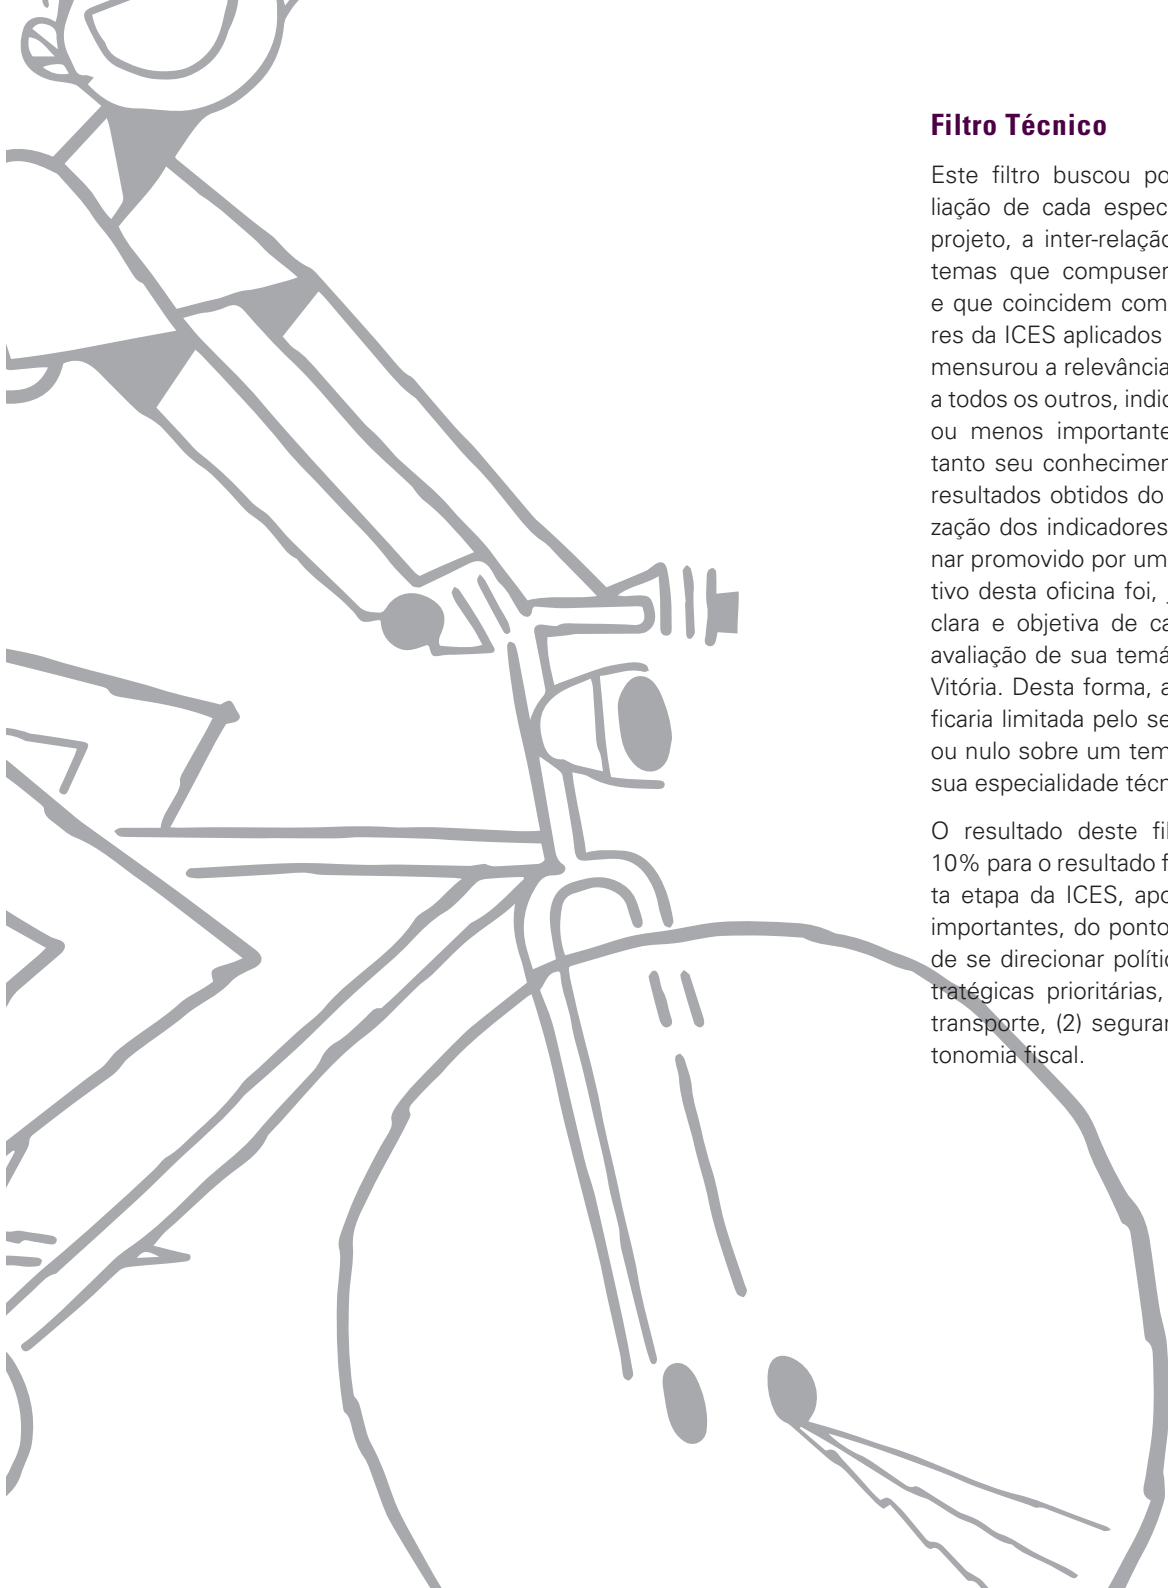 Filtro Técnico
Este filtro buscou po
liação de cada espec
projeto, a inter-relação
temas que compuser
e que coincidem com
res da ICES aplicados
mensurou a relevância
a todos os outros, indic
ou menos importante
tanto seu conhecimen
resultados obtidos do
zação dos indicadores
nar promovido por um
tivo desta oficina foi, j
clara e objetiva de ca
avaliação de sua temá
Vitória. Desta forma, a
ficaria limitada pelo se
ou nulo sobre um tem
sua especialidade técn
O resultado deste fil
10% para o resultado f
ta etapa da ICES, apo
importantes, do ponto
de se direcionar polític
tratégicas prioritárias,
transporte, (2) seguran
tonomia fiscal.